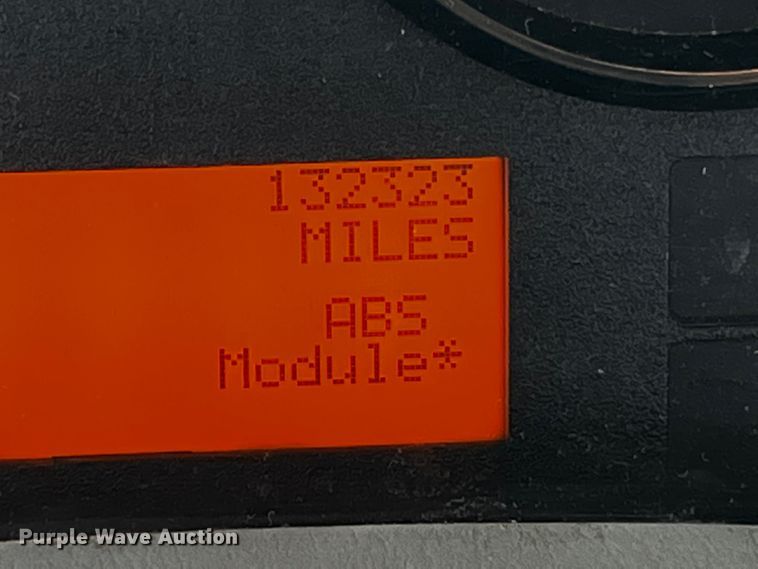 132323
MILES
ABS
Module*
Purple Wave Auction